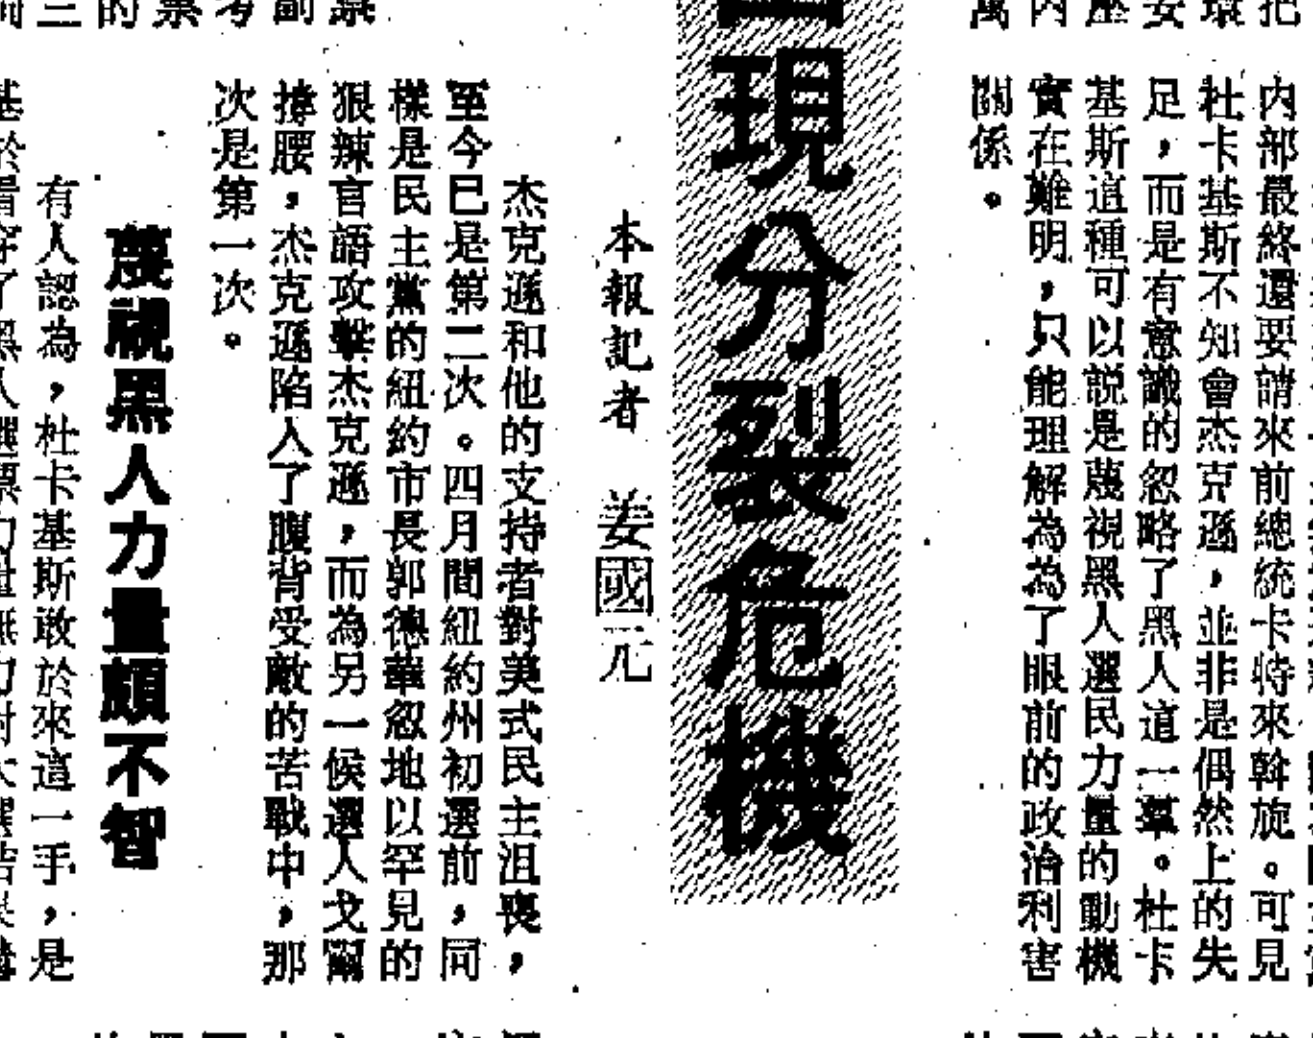 內部最終還要請來前總統卡特來斡旋。可見
杜卡基斯不知會杰克遜，並非是偶然上的失
足，而是有意識的忽略了黑人這一羣。杜卡
基斯這種可以説是蔑視黑人選民力量的動機
實在難明，只能理解為為了眼前的政治利害
關係。
現分裂危機
本報記者 姜國元
杰克遜和他的支持者對美式民主沮喪，
至今已是第二次。四月間紐約州初選前，同
樣是民主黨的紐約市長郭德華忽地以罕見的
狠辣官語攻擊杰克遜，而為另一候選人戈爾
撐腰，杰克遜陷入了腹背受敵的苦戰中，那
次是第一次。
蔑視黑人力量頗不智
有人認為，杜卡基斯敢於來這一手，是